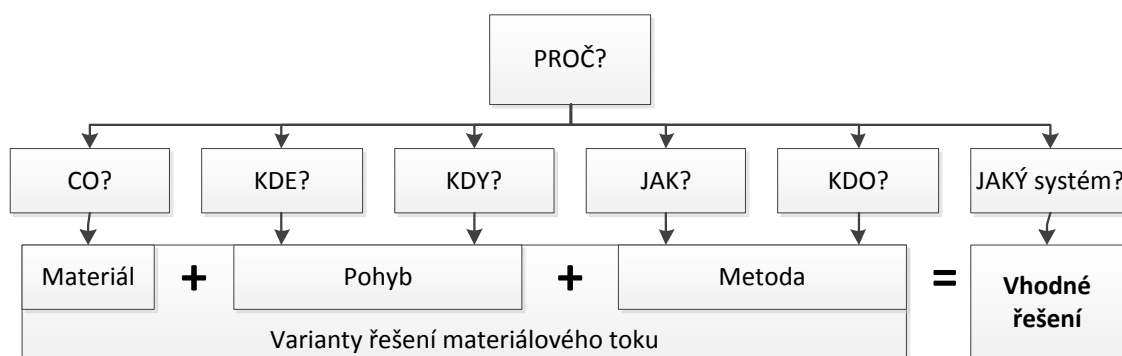 PROČ?
CO?
KDE?
KDY?
JAK?
KDO?
JAKÝ systém?
Materiál + Pohyb + Metoda = Vhodné
řešení
Varianty řešení materiálového toku